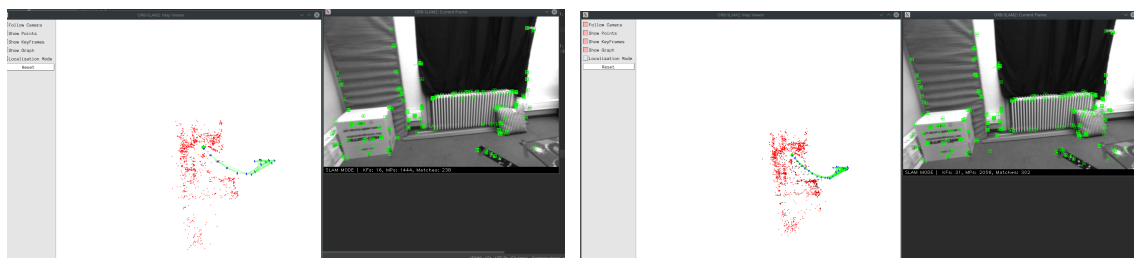 ORB-SLAM2: Map Viewer
Follow Camera
Show Points
Show KeyFrames
Show Graph
Localization Mode
Reset
ORB-SLAM2: Current Frame
SLAM MODE | KFs: 16, MPs: 1444, Matches: 238
ORB-SLAM2: Map Viewer
Follow Camera
Show Points
Show KeyFrames
Show Graph
Localization Mode
Reset
ORB-SLAM2: Current Frame
SLAM MODE | KFs: 31, MPs: 2058, Matches: 302